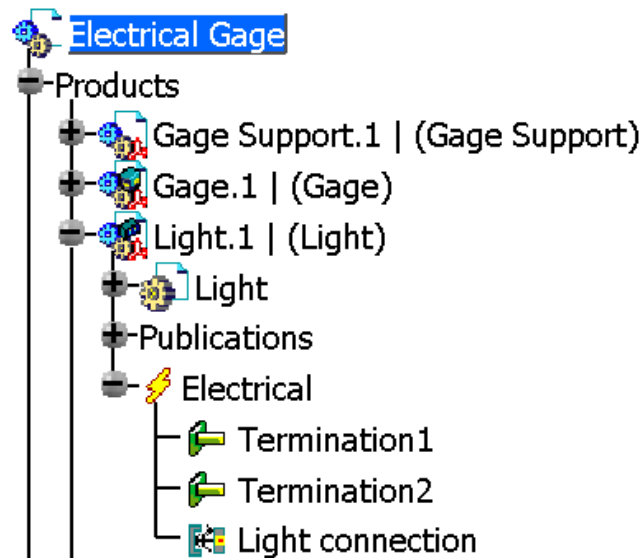 Electrical Gage
Products
Gage Support.1 | (Gage Support)
Gage.1 | (Gage)
Light.1 | (Light)
Light
Publications
Electrical
Termination1
Termination2
Light connection